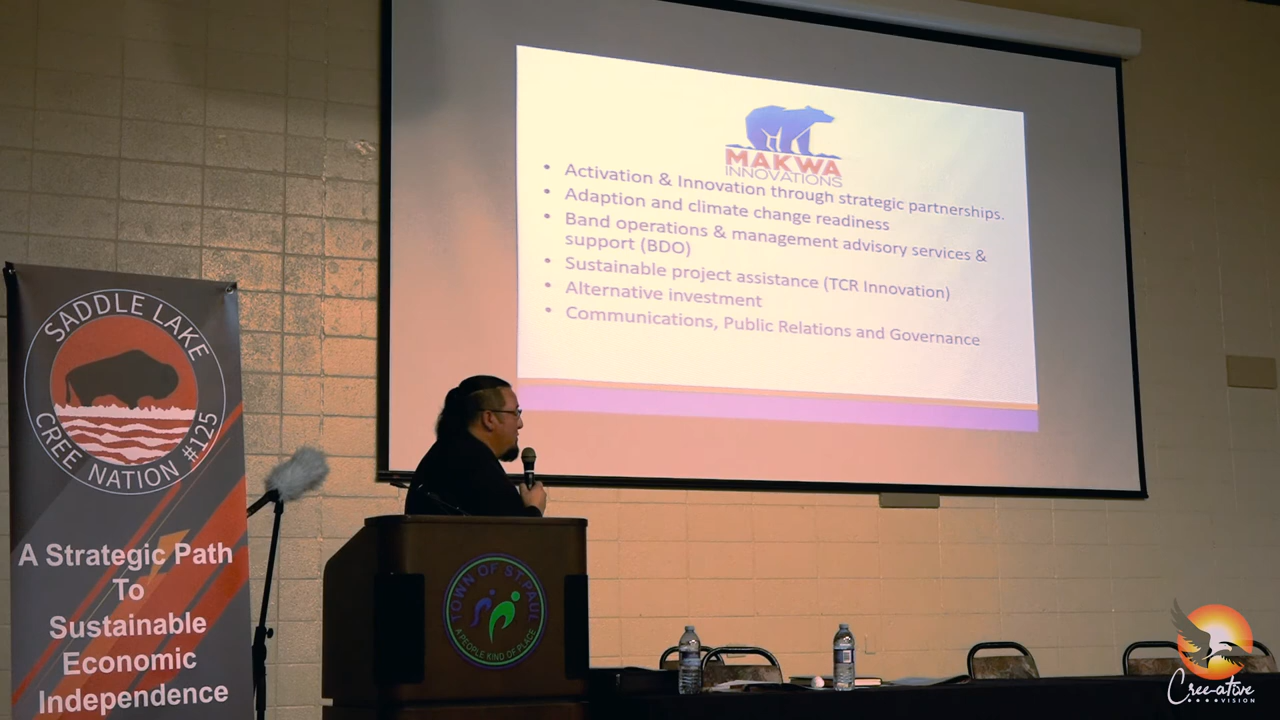 MAKWA
INNOVATIONS
• Activation & Innovation through strategic partnerships.
• Adaption and climate change readiness
• Band operations & management advisory services &
support (BDO)
• Sustainable project assistance (TCR Innovation)
• Alternative investment
• Communications, Public Relations and Governance
SADDLE LAKE
CREE NATION #125
A Strategic Path
To
Sustainable
Economic
Independence
TOWN OF ST. PAUL
A PEOPLE KIND OF PLACE
Cree-ative
VISION